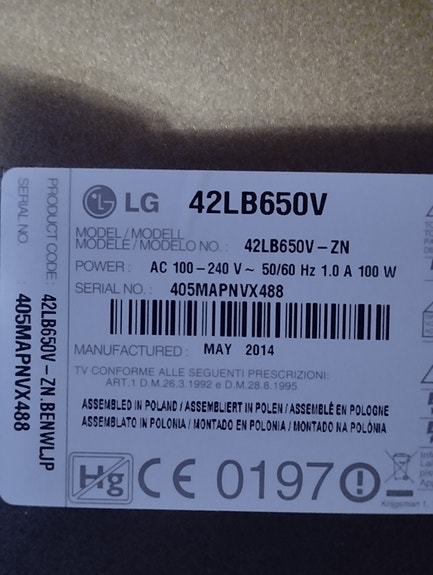 LG 42LB650V
MODEL / MODELL
MODELE / MODELO NO. : 42LB650V-ZN
POWER : AC 100-240 V~ 50/60 Hz 1.0 A 100 W
SERIAL NO. : 405MAPNVX488
MANUFACTURED : MAY 2014
TV CONFORME ALLE SEGUENTI PRESCRIZIONI
ART.1 D.M.26.3.1992 e D.M.28.8.1995
ASSEMBLED IN POLAND / ASSEMBLIERT IN POLEN / ASSEMBLÉ EN POLOGNE
ASSEMBLATO IN POLONIA / MONTADO EN POLONIA / MONTADO NA POLÓNIA
Hg CE 0197
PRODUCT CODE : 42LB650V-ZN.BENWLJP
SERIAL NO. : 405MAPNVX488
Krijgsman 1,